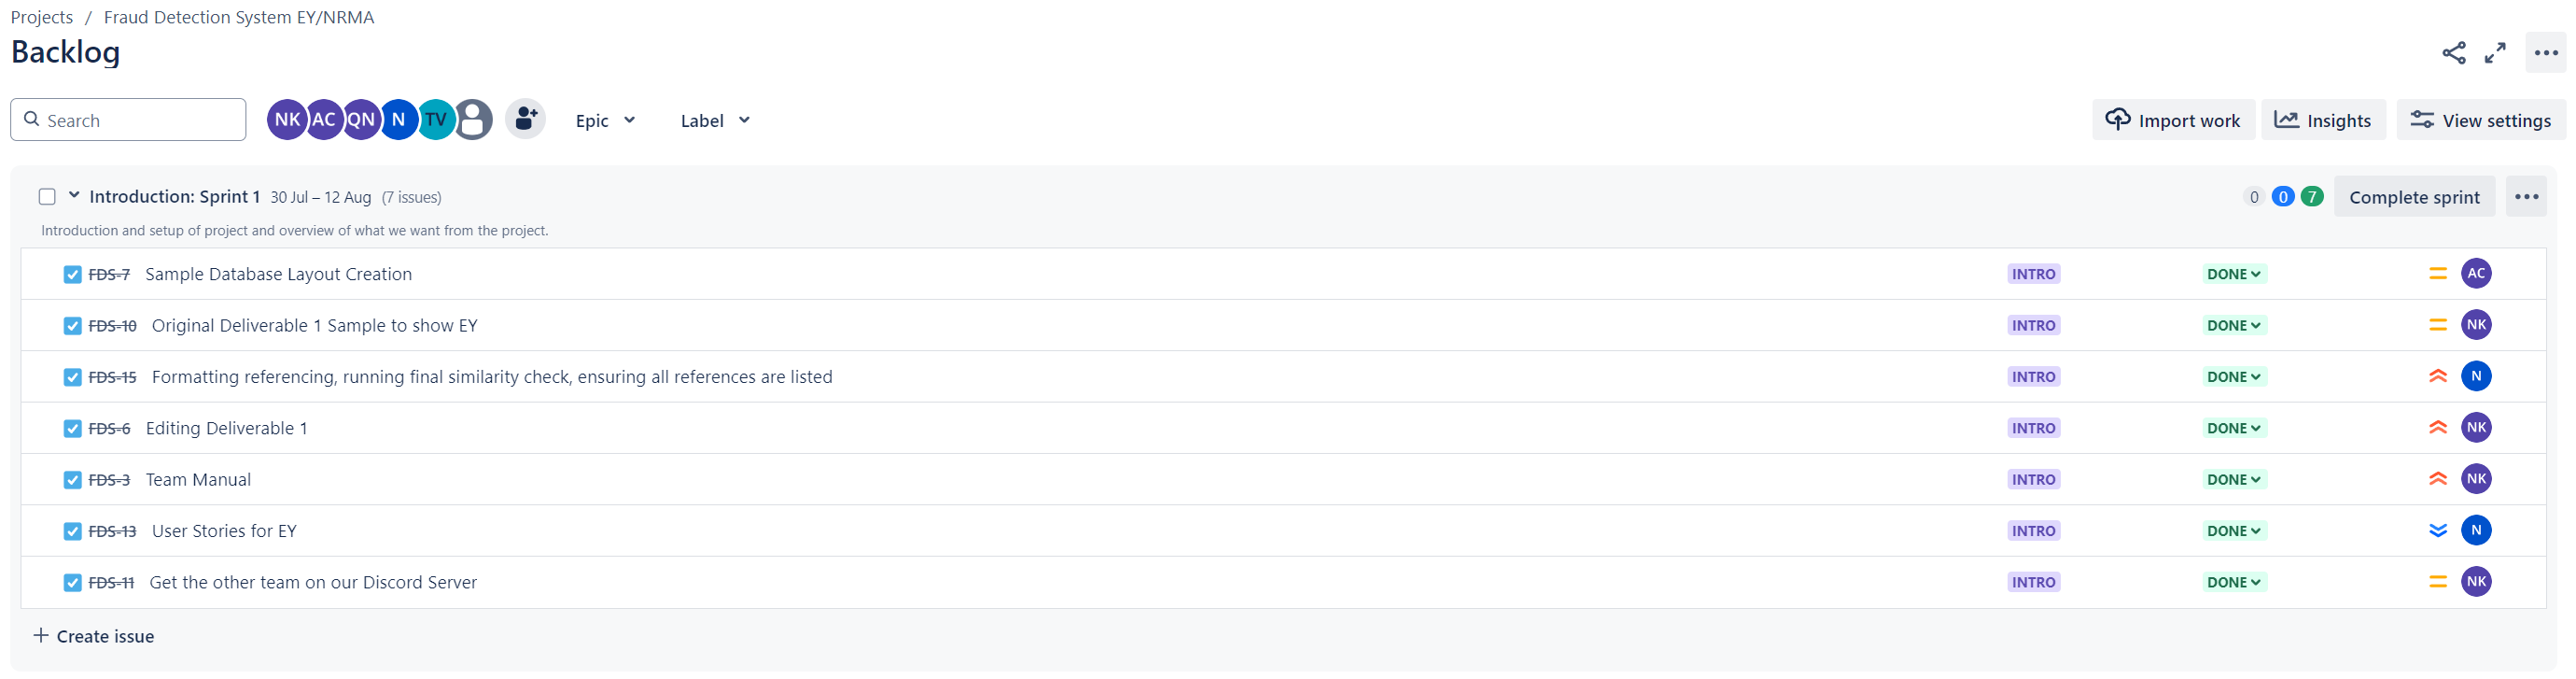 Projects / Fraud Detection System EY/NRMA
Backlog
Search NK AC QN N TV Epic Label Import work Insights View settings
Introduction: Sprint 1 30 Jul – 12 Aug (7 issues) 0 0 7 Complete sprint
Introduction and setup of project and overview of what we want from the project.
FDS-7 Sample Database Layout Creation INTRO DONE AC
FDS-10 Original Deliverable 1 Sample to show EY INTRO DONE NK
FDS-15 Formatting referencing, running final similarity check, ensuring all references are listed INTRO DONE N
FDS-6 Editing Deliverable 1 INTRO DONE NK
FDS-3 Team Manual INTRO DONE NK
FDS-13 User Stories for EY INTRO DONE N
FDS-11 Get the other team on our Discord Server INTRO DONE NK
+ Create issue